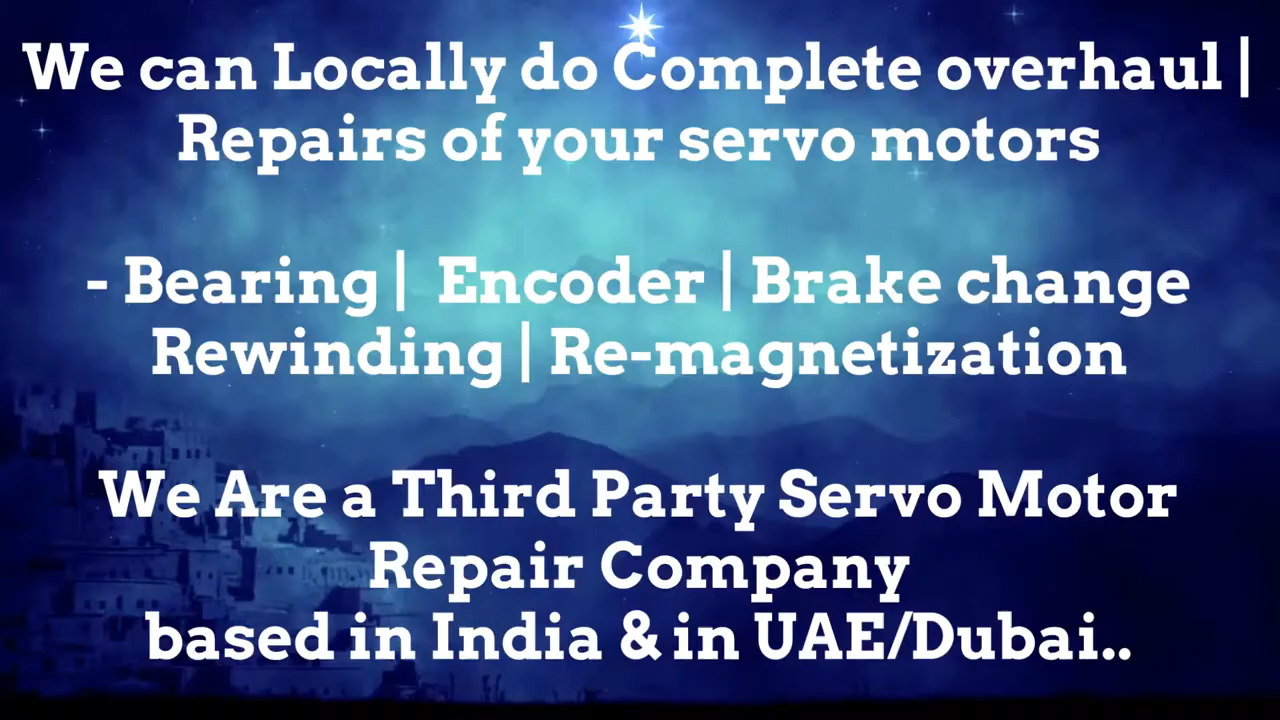 We can Locally do Complete overhaul |
Repairs of your servo motors
- Bearing | Encoder | Brake change
Rewinding | Re-magnetization
We Are a Third Party Servo Motor
Repair Company
based in India & in UAE/Dubai..